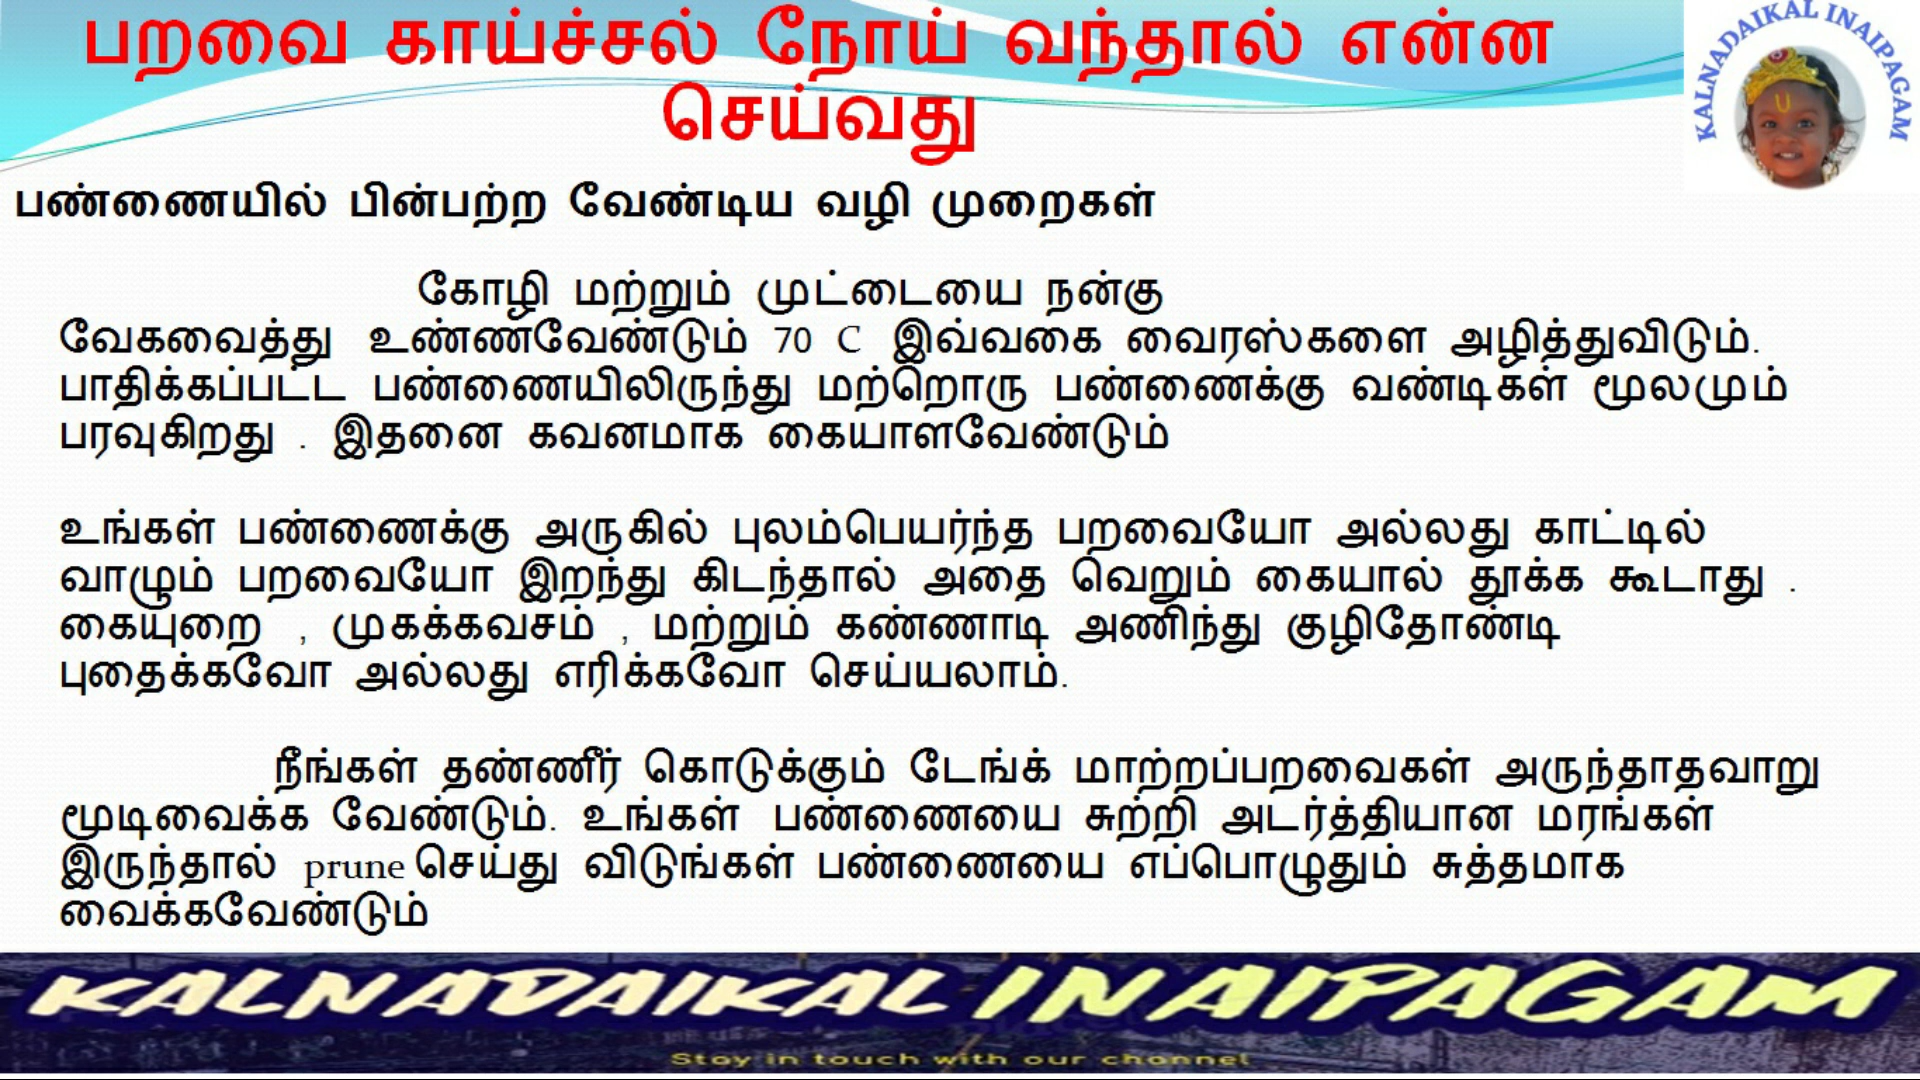 பறவை காய்ச்சல் நோய் வந்தால் என்ன
செய்வது
KALNADAIKAL INAIPAGAM
பண்ணையில் பின்பற்ற வேண்டிய வழி முறைகள்
கோழி மற்றும் முட்டையை நன்கு
வேகவைத்து உண்ணவேண்டும் 70 C இவ்வகை வைரஸ்களை அழித்துவிடும்.
பாதிக்கப்பட்ட பண்ணையிலிருந்து மற்றொரு பண்ணைக்கு வண்டிகள் மூலமும்
பரவுகிறது . இதனை கவனமாக கையாளவேண்டும்
உங்கள் பண்ணைக்கு அருகில் புலம்பெயர்ந்த பறவையோ அல்லது காட்டில்
வாழும் பறவையோ இறந்து கிடந்தால் அதை வெறும் கையால் தூக்க கூடாது .
கையுறை , முகக்கவசம் , மற்றும் கண்ணாடி அணிந்து குழிதோண்டி
புதைக்கவோ அல்லது எரிக்கவோ செய்யலாம்.
நீங்கள் தண்ணீர் கொடுக்கும் டேங்க் மாற்றப்பறவைகள் அருந்தாதவாறு
மூடிவைக்க வேண்டும். உங்கள் பண்ணையை சுற்றி அடர்த்தியான மரங்கள்
இருந்தால் prune செய்து விடுங்கள் பண்ணையை எப்பொழுதும் சுத்தமாக
வைக்கவேண்டும்
KALNADAIKAL INAIPAGAM
Stay in touch with our channel